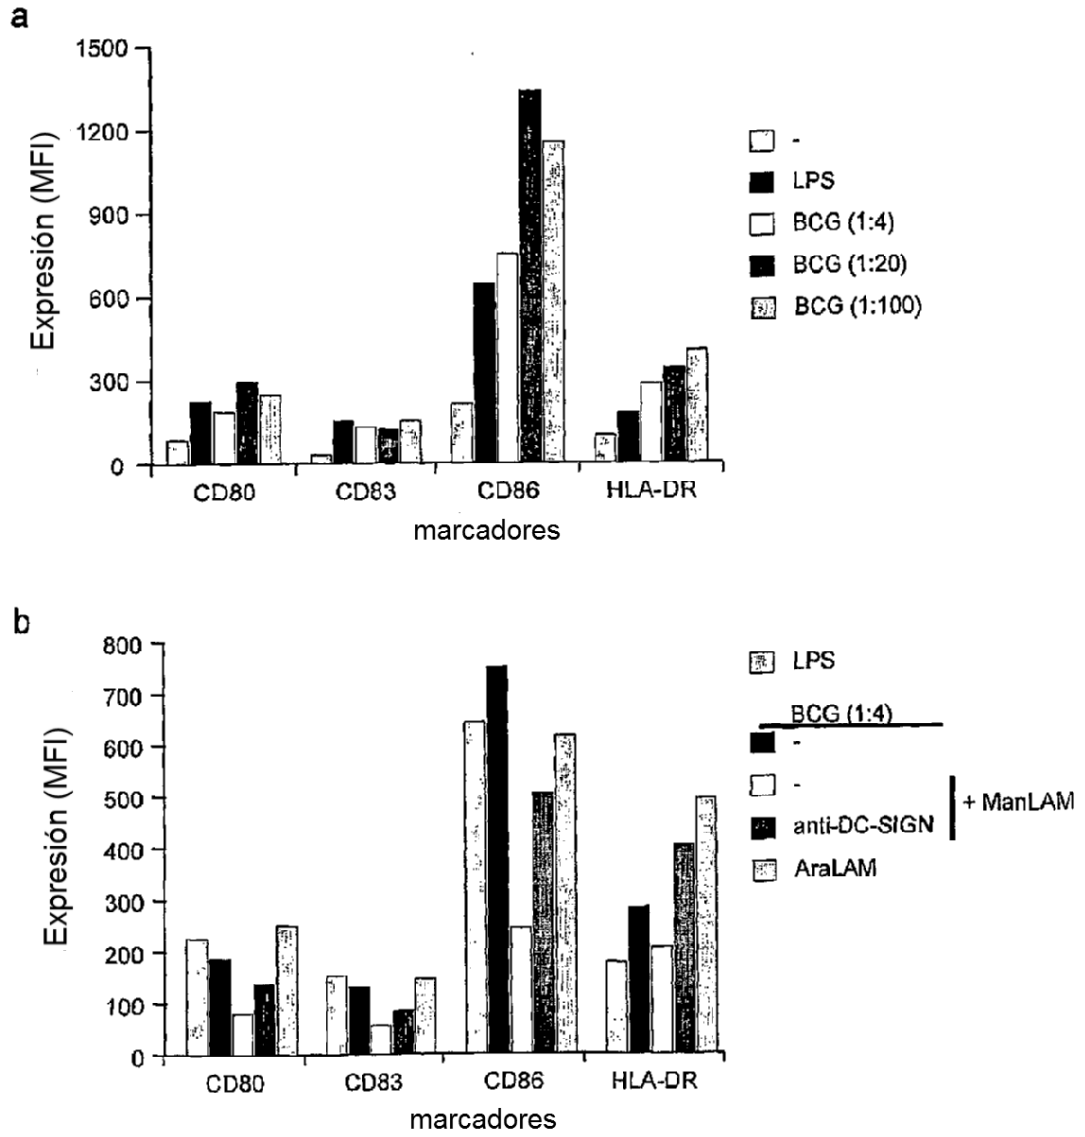 a
1500
1200
900
600
300
0
Expresión (MFI)
CD80 CD83 CD86 HLA-DR
marcadores
-
LPS
BCG (1:4)
BCG (1:20)
BCG (1:100)
b
800
700
600
500
400
300
200
100
0
Expresión (MFI)
CD80 CD83 CD86 HLA-DR
marcadores
LPS
BCG (1:4)
-
-
anti-DC-SIGN
+ ManLAM
AraLAM